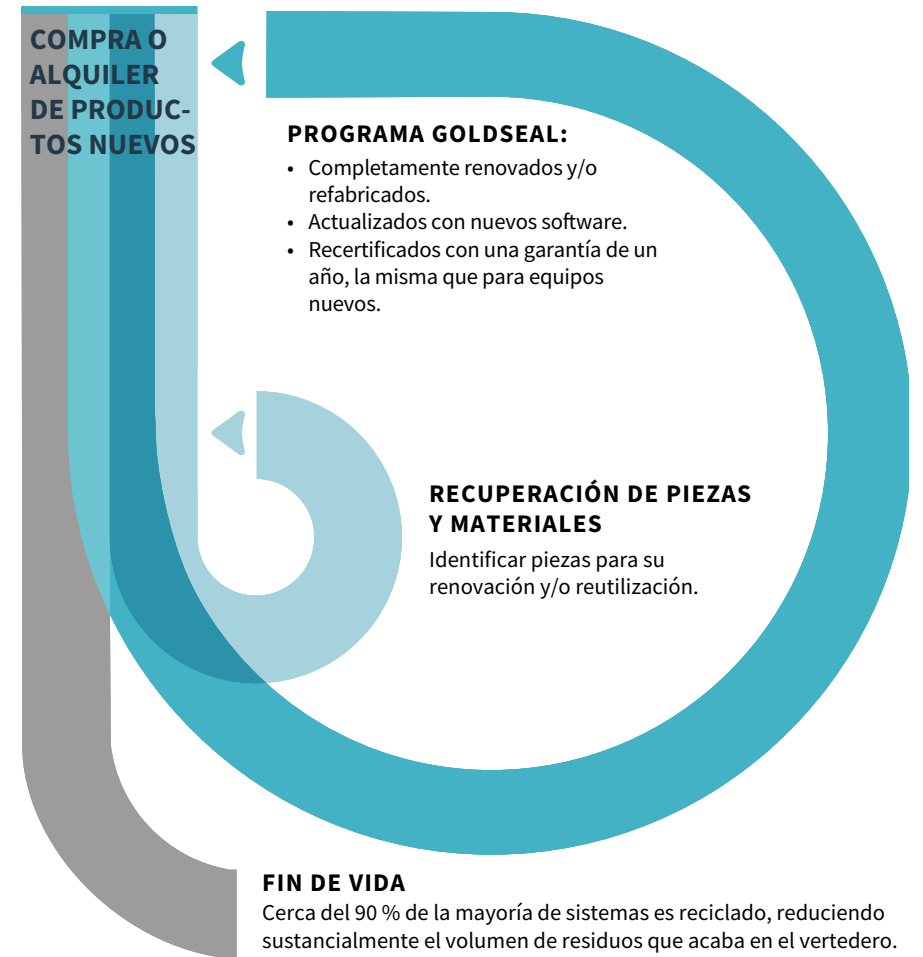 COMPRA O
ALQUILER
DE PRODUC-
TOS NUEVOS
PROGRAMA GOLDSEAL:
• Completamente renovados y/o
refabricados.
• Actualizados con nuevos software.
• Recertificados con una garantía de un
año, la misma que para equipos
nuevos.
RECUPERACIÓN DE PIEZAS
Y MATERIALES
Identificar piezas para su
renovación y/o reutilización.
FIN DE VIDA
Cerca del 90 % de la mayoría de sistemas es reciclado, reduciendo
sustancialmente el volumen de residuos que acaba en el vertedero.